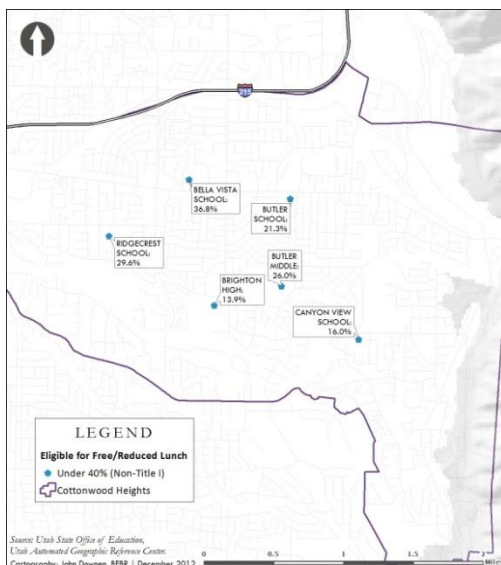 215
BELLA VISTA
SCHOOL:
36.8%
BUTLER
SCHOOL:
21.3%
RIDGECREST
SCHOOL:
29.6%
BUTLER
MIDDLE:
26.0%
BRIGHTON
HIGH:
13.9%
CANYON VIEW
SCHOOL:
16.0%
LEGEND
Eligible for Free/Reduced Lunch
Under 40% (Non-Title I)
Cottonwood Heights
Source: Utah State Office of Education,
Utah Automated Geographic Reference Center.
Cartography: John Downen, BEBR | December 2012
0 0.5 1 1.5 2
Miles